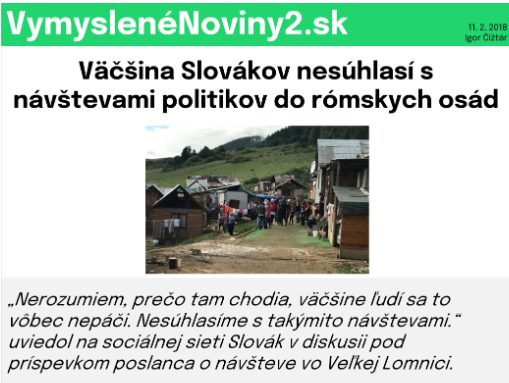 VymyslenéNoviny2.sk
11. 2. 2018
Igor Čižtár
Väčšina Slovákov nesúhlasí s
návštevami politikov do rómskych osád
„Nerozumiem, prečo tam chodia, väčšine ľudí sa to
vôbec nepáči. Nesúhlasíme s takýmito návštevami.“
uviedol na sociálnej sieti Slovák v diskusii pod
príspevkom poslanca o návšteve vo Veľkej Lomnici.